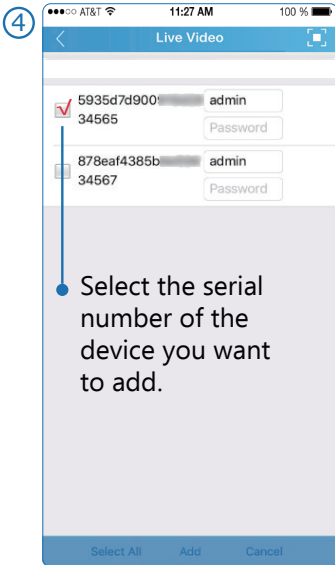 4
AT&T 11:27 AM 100 %
Live Video
5935d7d900 admin
34565 Password
878eaf4385b admin
34567 Password
Select the serial
number of the
device you want
to add.
Select All Add Cancel